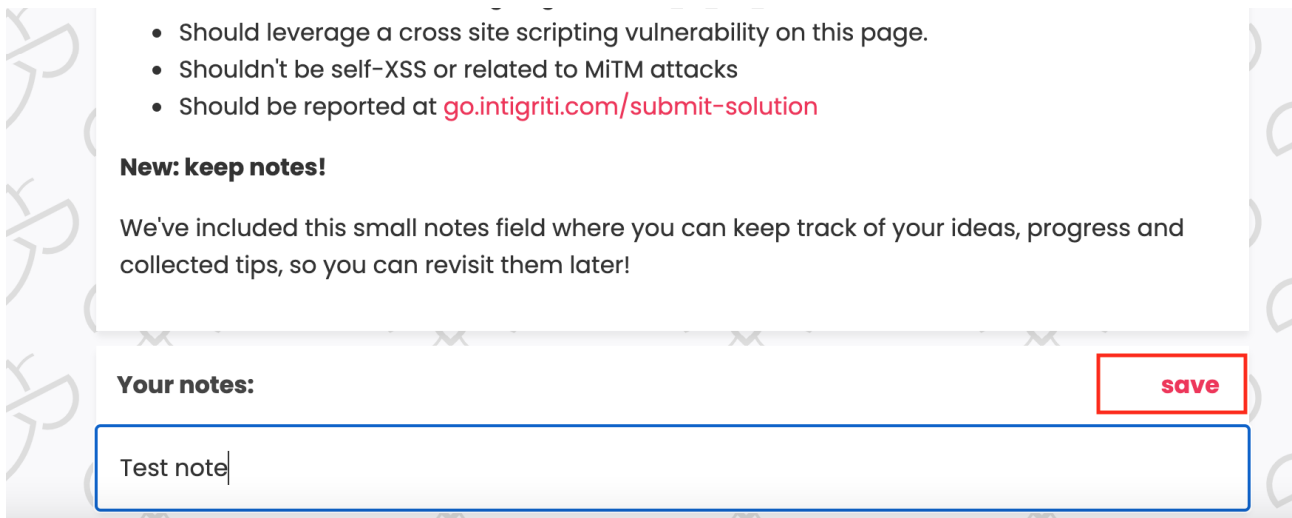 Should leverage a cross site scripting vulnerability on this page.
Shouldn't be self-XSS or related to MiTM attacks
Should be reported at go.intigriti.com/submit-solution
New: keep notes!
We've included this small notes field where you can keep track of your ideas, progress and
collected tips, so you can revisit them later!
Your notes:
save
Test note